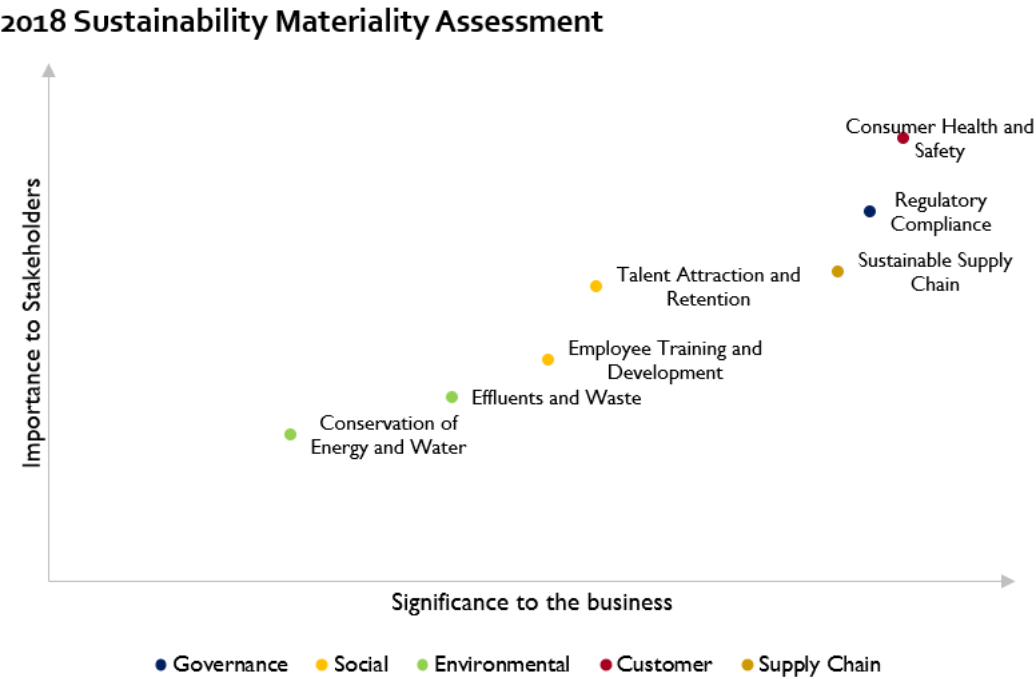 2018 Sustainability Materiality Assessment
Consumer Health and
Safety
Regulatory
Compliance
Sustainable Supply
Chain
Talent Attraction and
Retention
Employee Training and
Development
Effluents and Waste
Conservation of
Energy and Water
Importance to Stakeholders
Significance to the business
Governance
Social
Environmental
Customer
Supply Chain